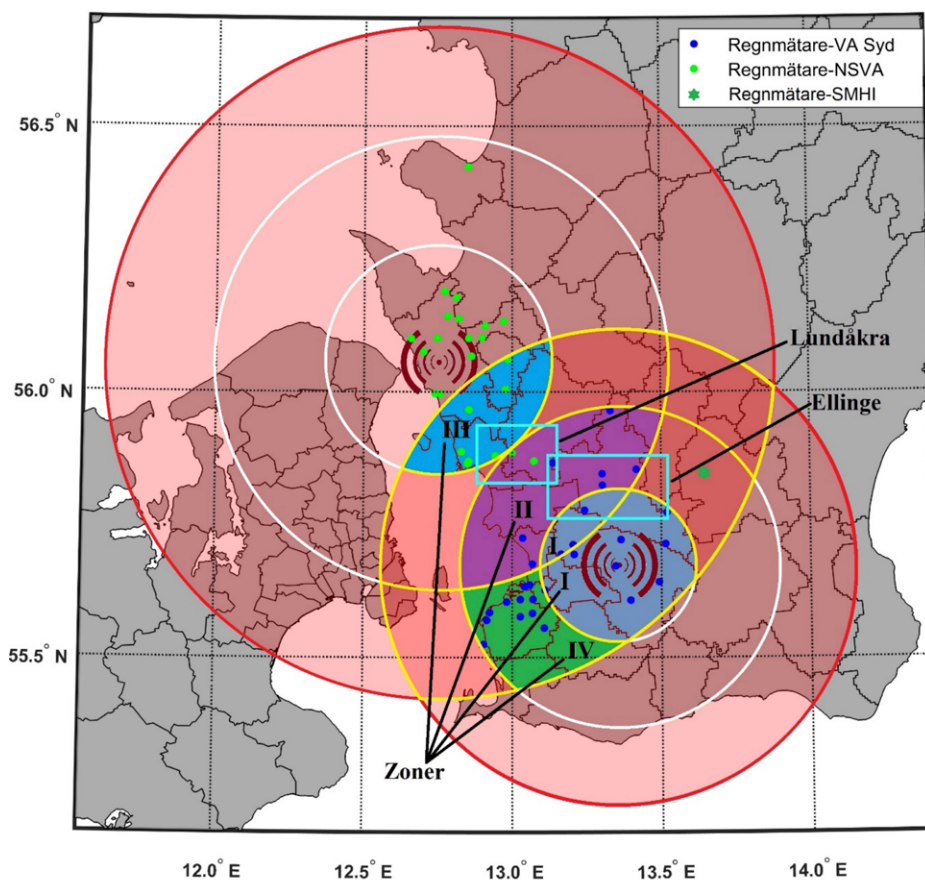 Regnmätare-VA Syd
Regnmätare-NSVA
Regnmätare-SMHI
56.5° N
Lundåkra
56.0° N
Ellinge
III
II
I
I
55.5° N
IV
Zoner
12.0° E
12.5° E
13.0° E
13.5° E
14.0° E